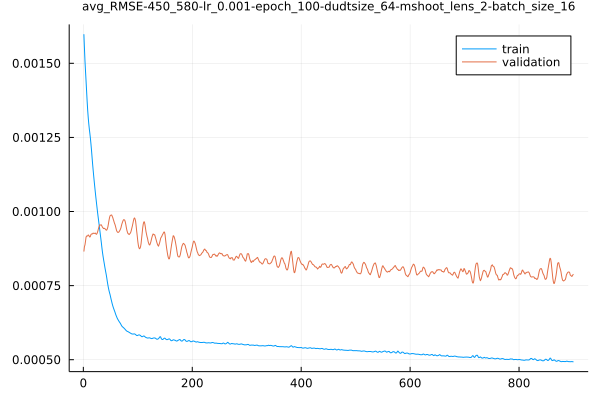 avg_RMSE-450_580-lr_0.001-epoch_100-dudtsize_64-mshoot_lens_2-batch_size_16
train
validation
0.00150
0.00125
0.00100
0.00075
0.00050
0 200 400 600 800